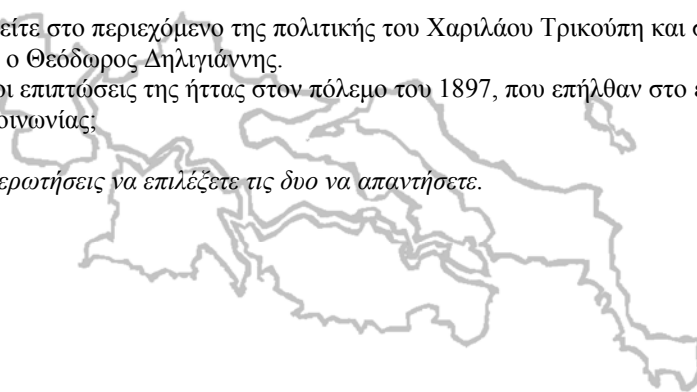 είτε στο περιεχόμενο της πολιτικής του Χαριλάου Τρικούπη και σ
ο Θεόδωρος Δηλιγιάννης.
οι επιπτώσεις της ήττας στον πόλεμο του 1897, που επήλθαν στο ε
οινωνίας;
ερωτήσεις να επιλέξετε τις δυο να απαντήσετε.